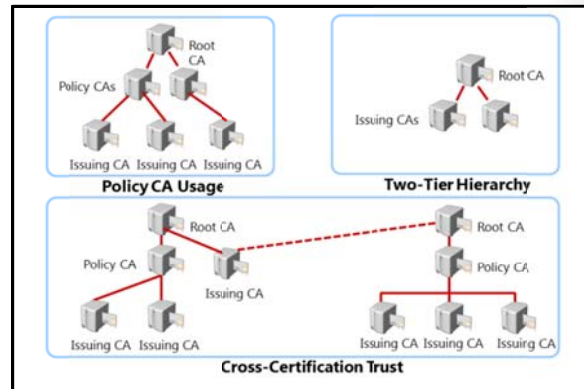 Root
CA
Policy CAs
Issuing CA Issuing CA Issuing CA
Policy CA Usage
Root CA
Issuing CAs
Two-Tier Hierarchy
Root CA
Policy CA
Issuing CA
Issuing CA Issuing CA
Root CA
Policy CA
Issuing CA Issuing CA Issuing CA
Cross-Certification Trust